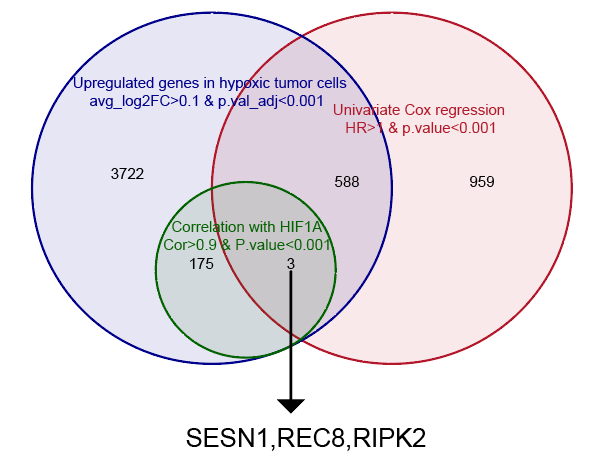 Upregulated genes in hypoxic tumor cells
avg_log2FC>0.1 & p.val_adj<0.001
Univariate Cox regression
HR>1 & p.value<0.001
3722
588
959
Correlation with HIF1A
Cor>0.9 & P.value<0.001
175
3
SESN1,REC8,RIPK2